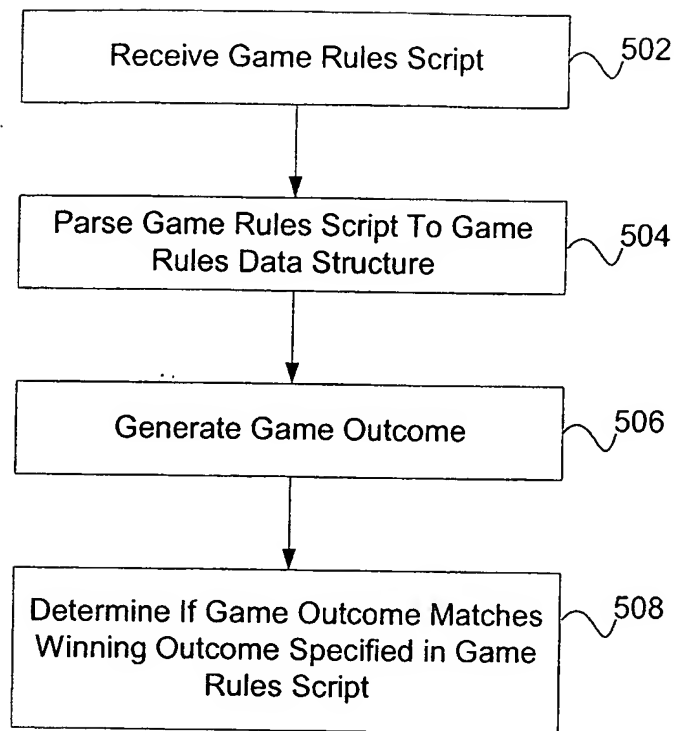 Receive Game Rules Script
502
Parse Game Rules Script To Game
Rules Data Structure
504
Generate Game Outcome
506
Determine If Game Outcome Matches
Winning Outcome Specified in Game
Rules Script
508